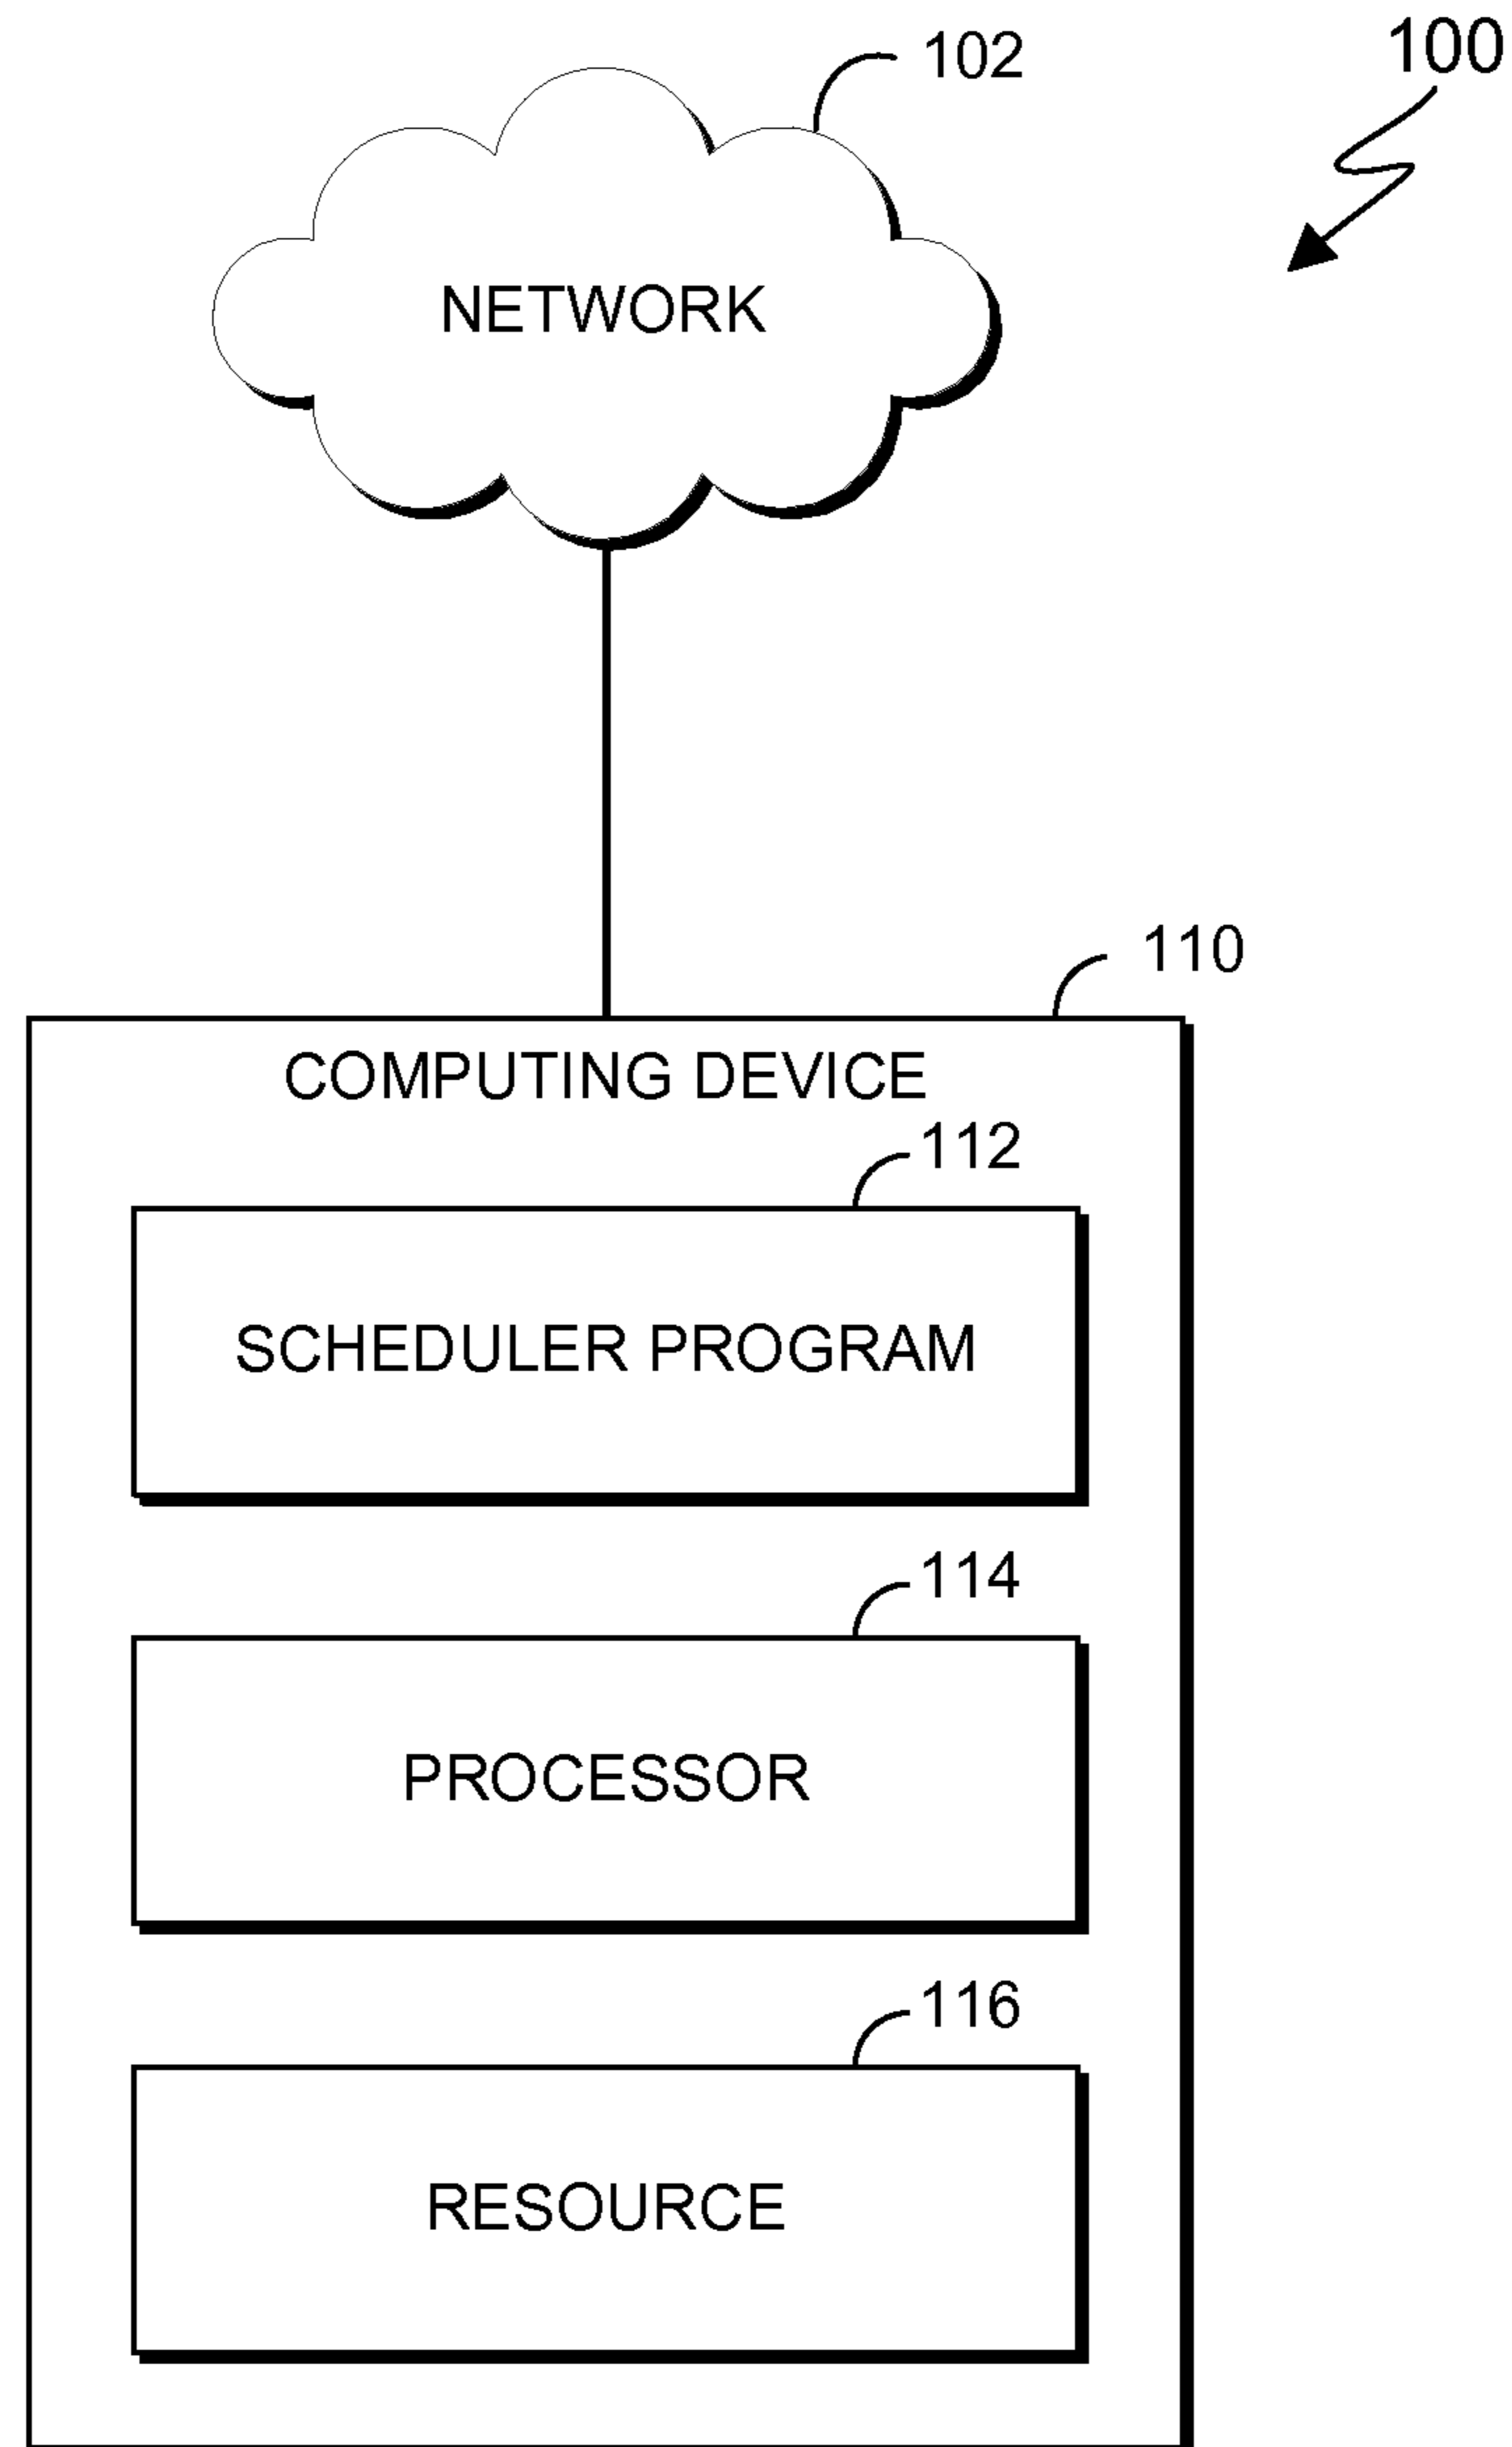 100
102
NETWORK
110
COMPUTING DEVICE
112
SCHEDULER PROGRAM
114
PROCESSOR
116
RESOURCE